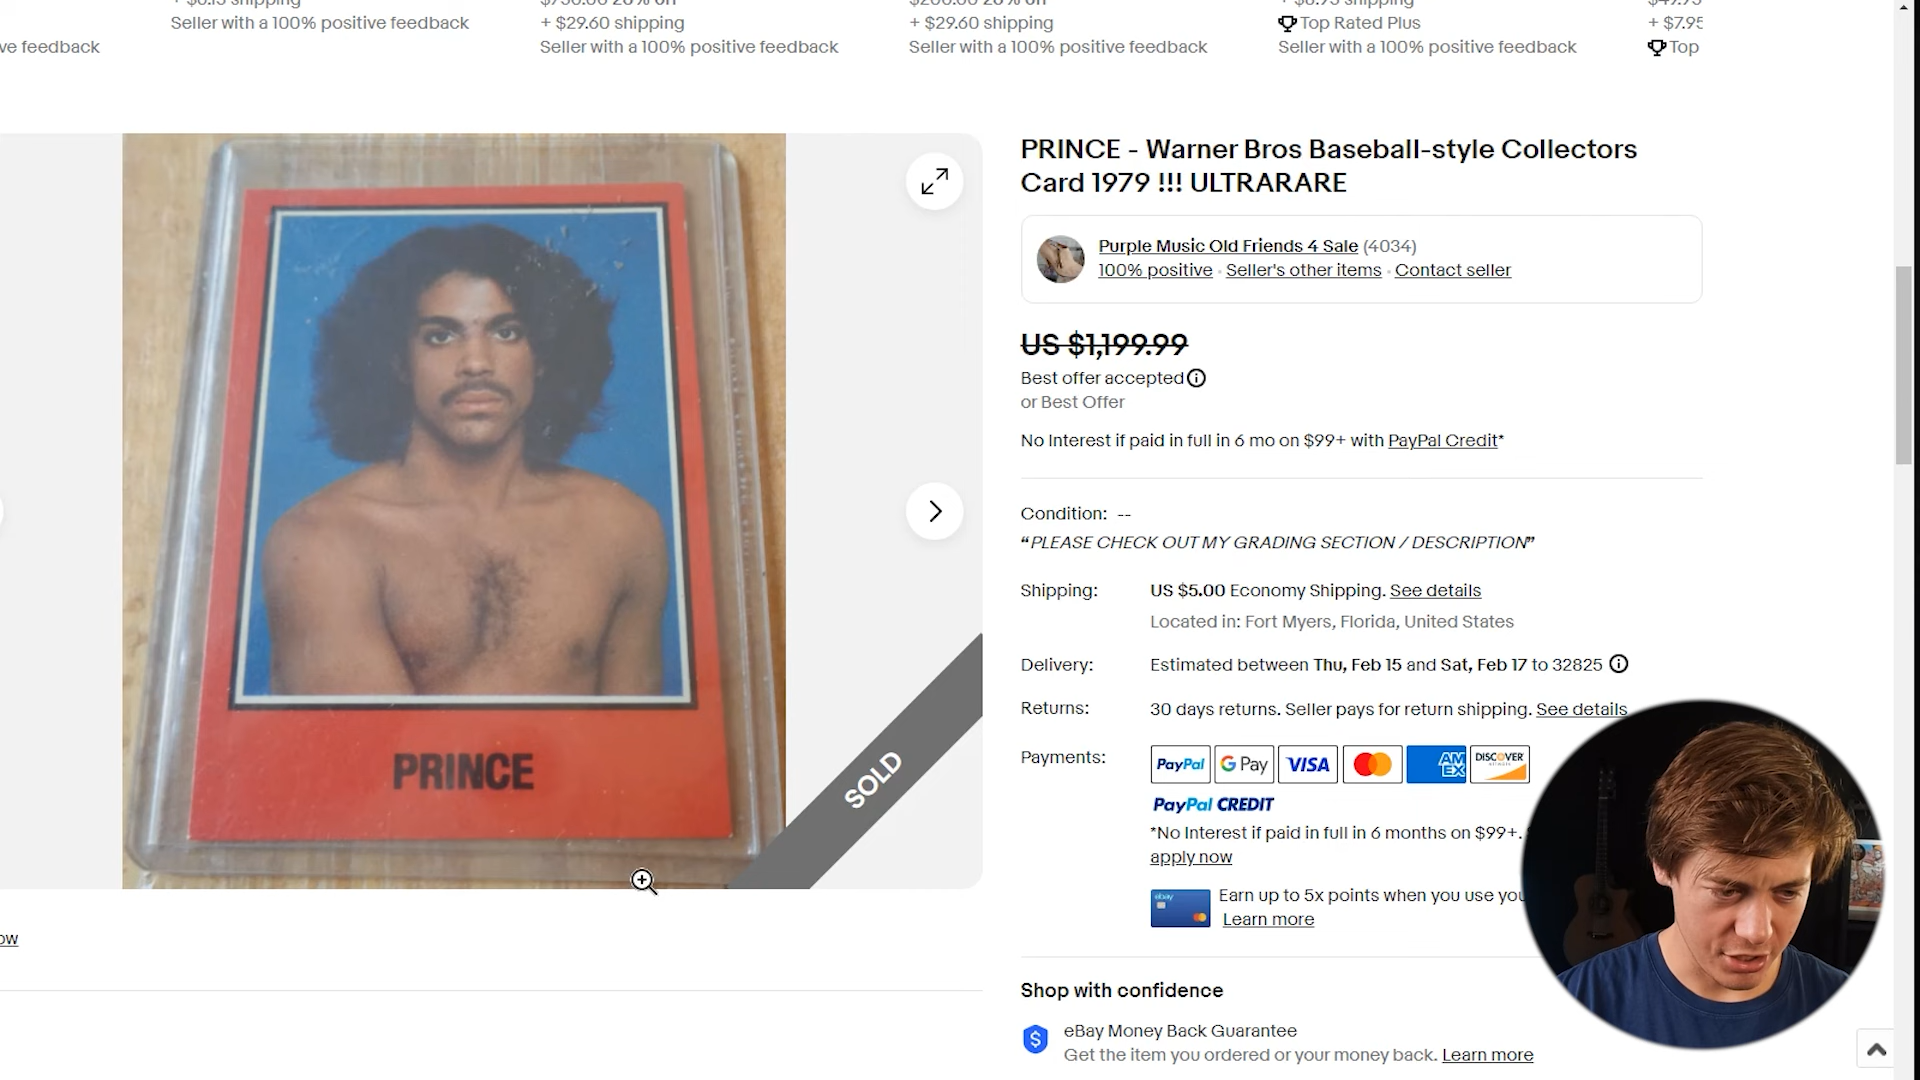 Seller with a 100% positive feedback
ve feedback
+ $29.60 shipping
Seller with a 100% positive feedback
+ $29.60 shipping
Seller with a 100% positive feedback
Top Rated Plus
Seller with a 100% positive feedback
+ $7.95
Top
PRINCE
SOLD
PRINCE - Warner Bros Baseball-style Collectors
Card 1979 !!! ULTRARARE
Purple Music Old Friends 4 Sale (4034)
100% positive · Seller's other items · Contact seller
US $1,199.99
Best offer accepted
or Best Offer
No Interest if paid in full in 6 mo on $99+ with PayPal Credit*
Condition: --
“PLEASE CHECK OUT MY GRADING SECTION / DESCRIPTION”
Shipping: US $5.00 Economy Shipping. See details
Located in: Fort Myers, Florida, United States
Delivery: Estimated between Thu, Feb 15 and Sat, Feb 17 to 32825
Returns: 30 days returns. Seller pays for return shipping. See details
Payments: PayPal G Pay VISA AM EX DISCOVER
PayPal CREDIT
*No Interest if paid in full in 6 months on $99+.
apply now
ebay Earn up to 5x points when you use you
Learn more
ow
Shop with confidence
eBay Money Back Guarantee
Get the item you ordered or your money back. Learn more